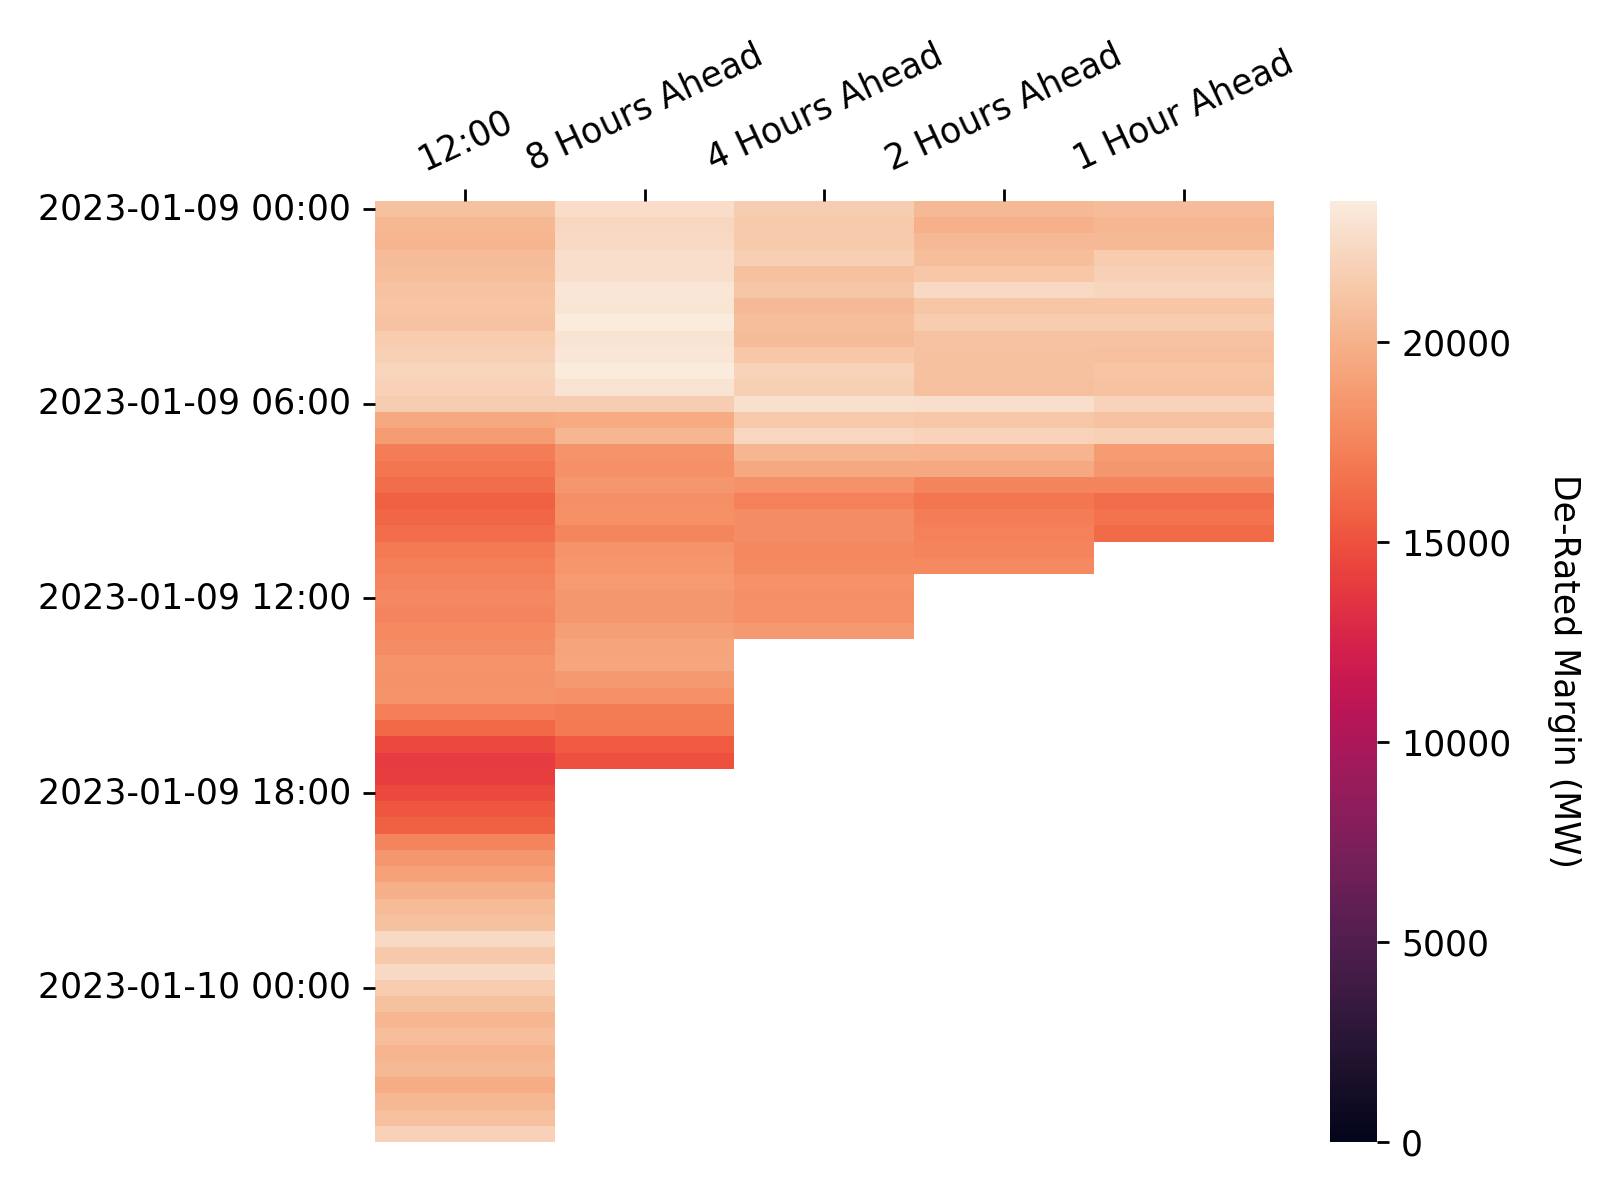 12:00
8 Hours Ahead
4 Hours Ahead
2 Hours Ahead
1 Hour Ahead
2023-01-09 00:00
2023-01-09 06:00
2023-01-09 12:00
2023-01-09 18:00
2023-01-10 00:00
20000
15000
10000
5000
0
De-Rated Margin (MW)